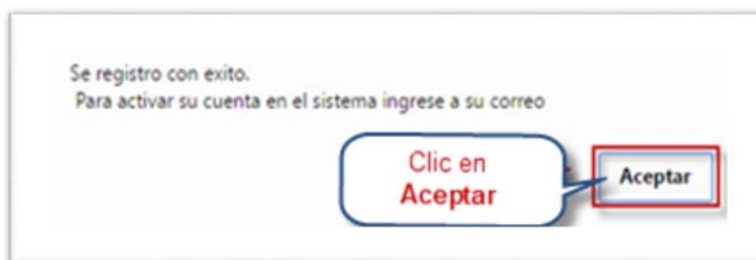 Se registro con exito.
Para activar su cuenta en el sistema ingrese a su correo
Clic en
Aceptar
Aceptar